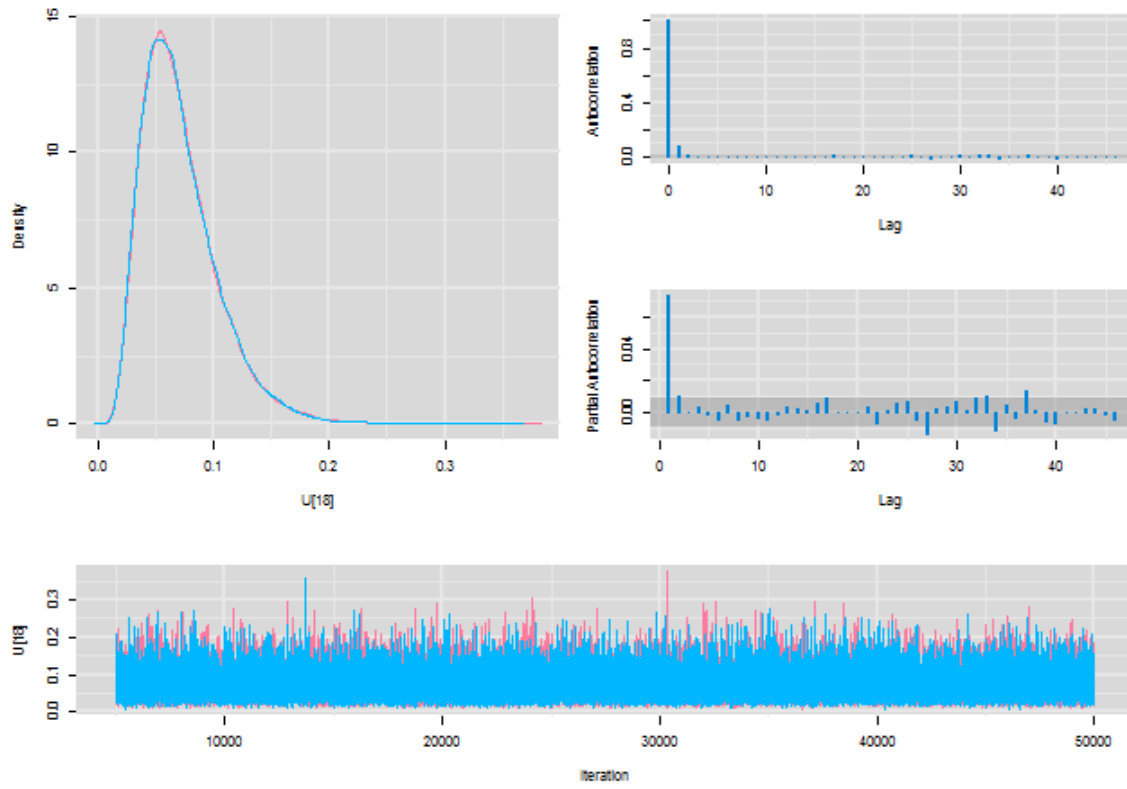 15
10
5
0
Density
0.0 0.1 0.2 0.3
U[18]
0.8
0.4
0.0
Autocorrelation
0 10 20 30 40
Lag
0.04
0.00
Partial Autocorrelation
0 10 20 30 40
Lag
0.3
0.2
0.1
0.0
U[18]
10000 20000 30000 40000 50000
Iteration